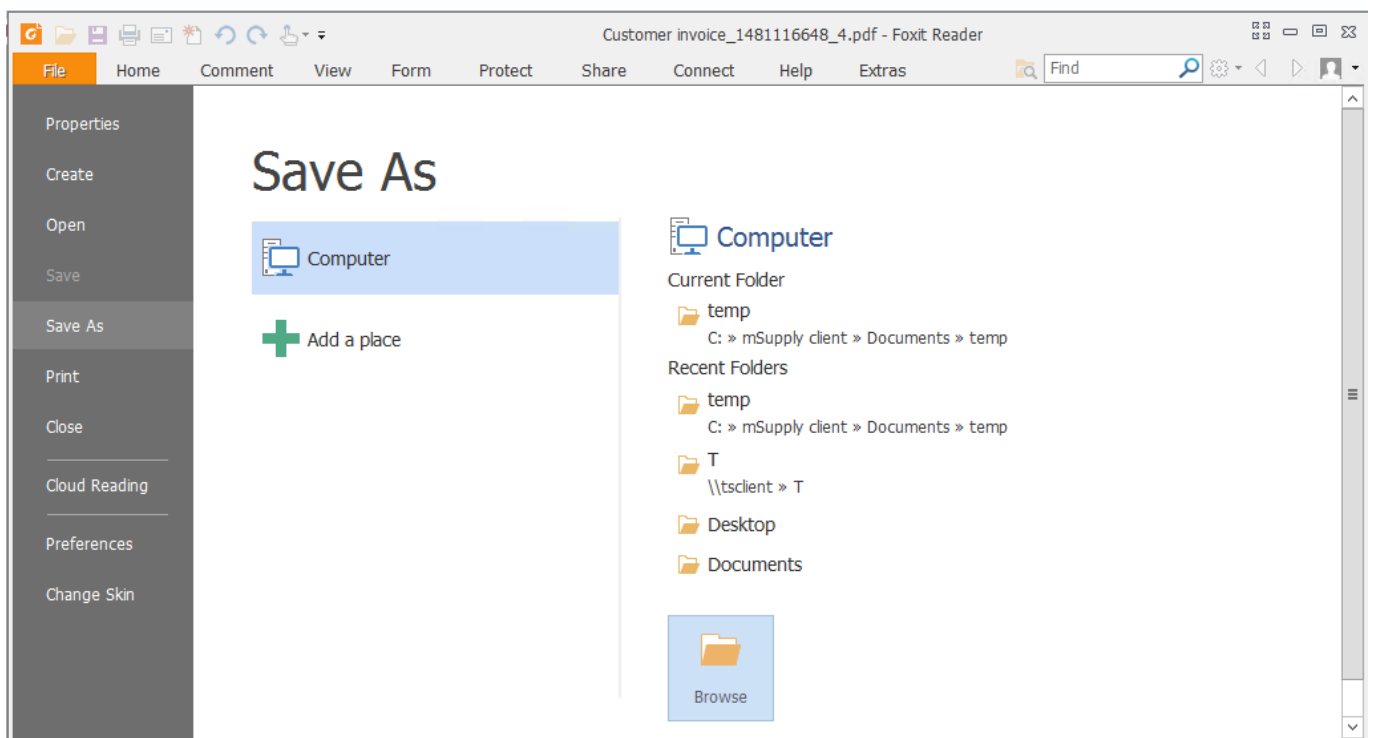 Customer invoice_1481116648_4.pdf - Foxit Reader
File Home Comment View Form Protect Share Connect Help Extras Find
Properties
Create
Open
Save
Save As
Print
Close
Cloud Reading
Preferences
Change Skin
Save As
Computer
Add a place
Computer
Current Folder
temp
C: » mSupply client » Documents » temp
Recent Folders
temp
C: » mSupply client » Documents » temp
T
\\tsclient » T
Desktop
Documents
Browse